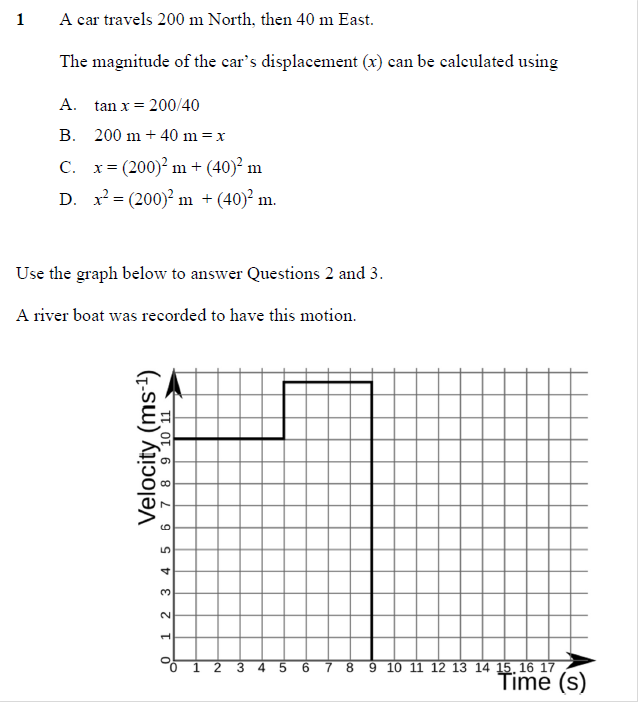 1 A car travels 200 m North, then 40 m East.
The magnitude of the car's displacement (x) can be calculated using
A. tan x = 200/40
B. 200 m + 40 m = x
C. x = (200)² m + (40)² m
D. x² = (200)² m + (40)² m.
Use the graph below to answer Questions 2 and 3.
A river boat was recorded to have this motion.
Velocity (ms⁻¹)
0 1 2 3 4 5 6 7 8 9 10 11
0 1 2 3 4 5 6 7 8 9 10 11 12 13 14 15 16 17
Time (s)